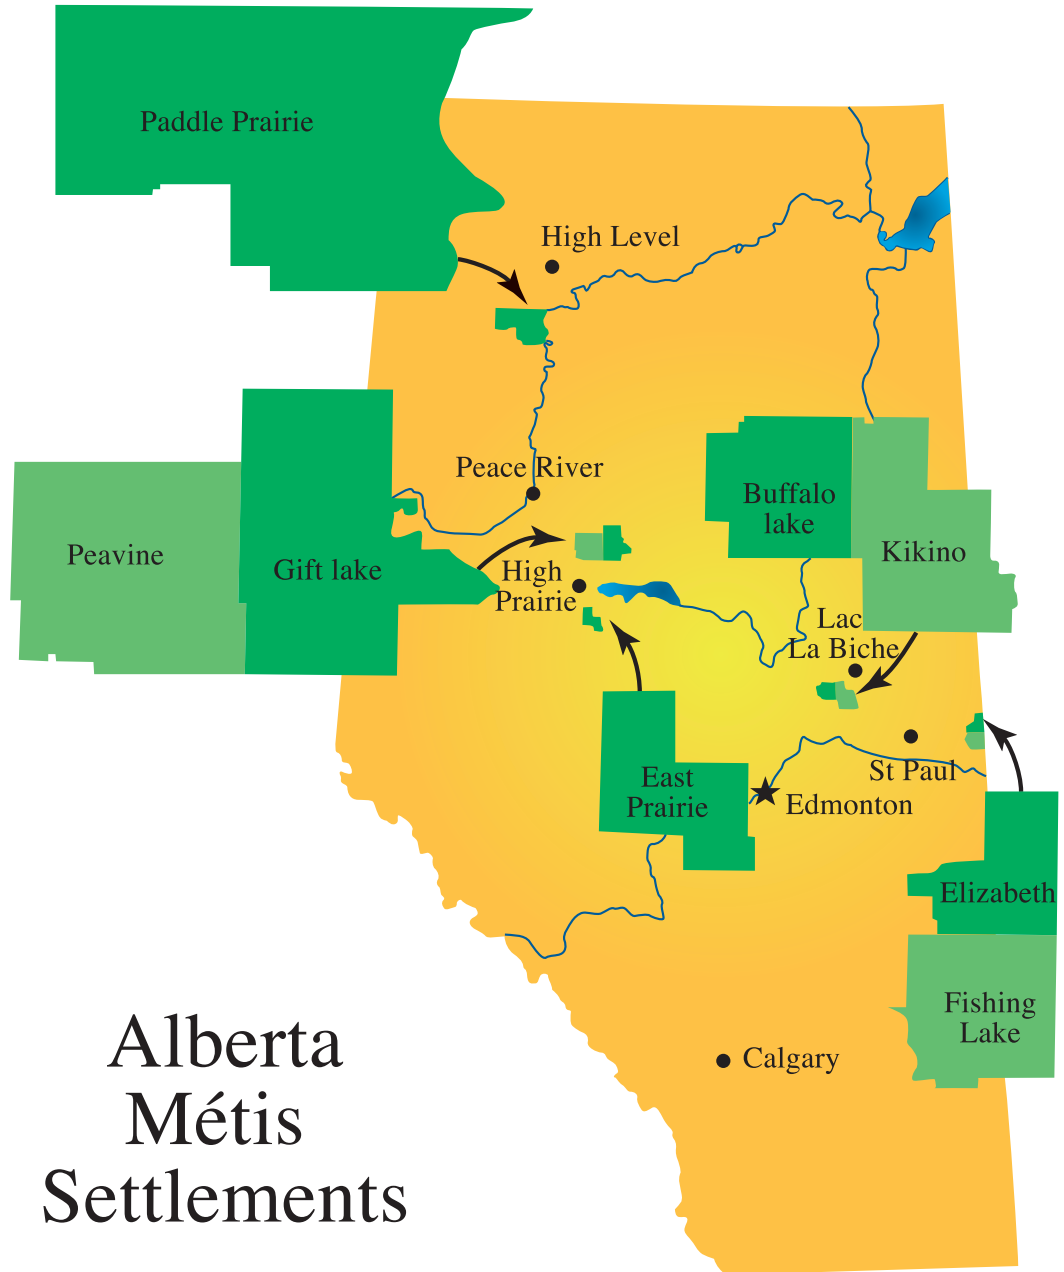 Paddle Prairie
High Level
Peace River
Peavine
Gift lake
High
Prairie
Buffalo
lake
Kikino
Lac
La Biche
East
Prairie
St Paul
Edmonton
Elizabeth
Fishing
Lake
Calgary
Alberta
Métis
Settlements